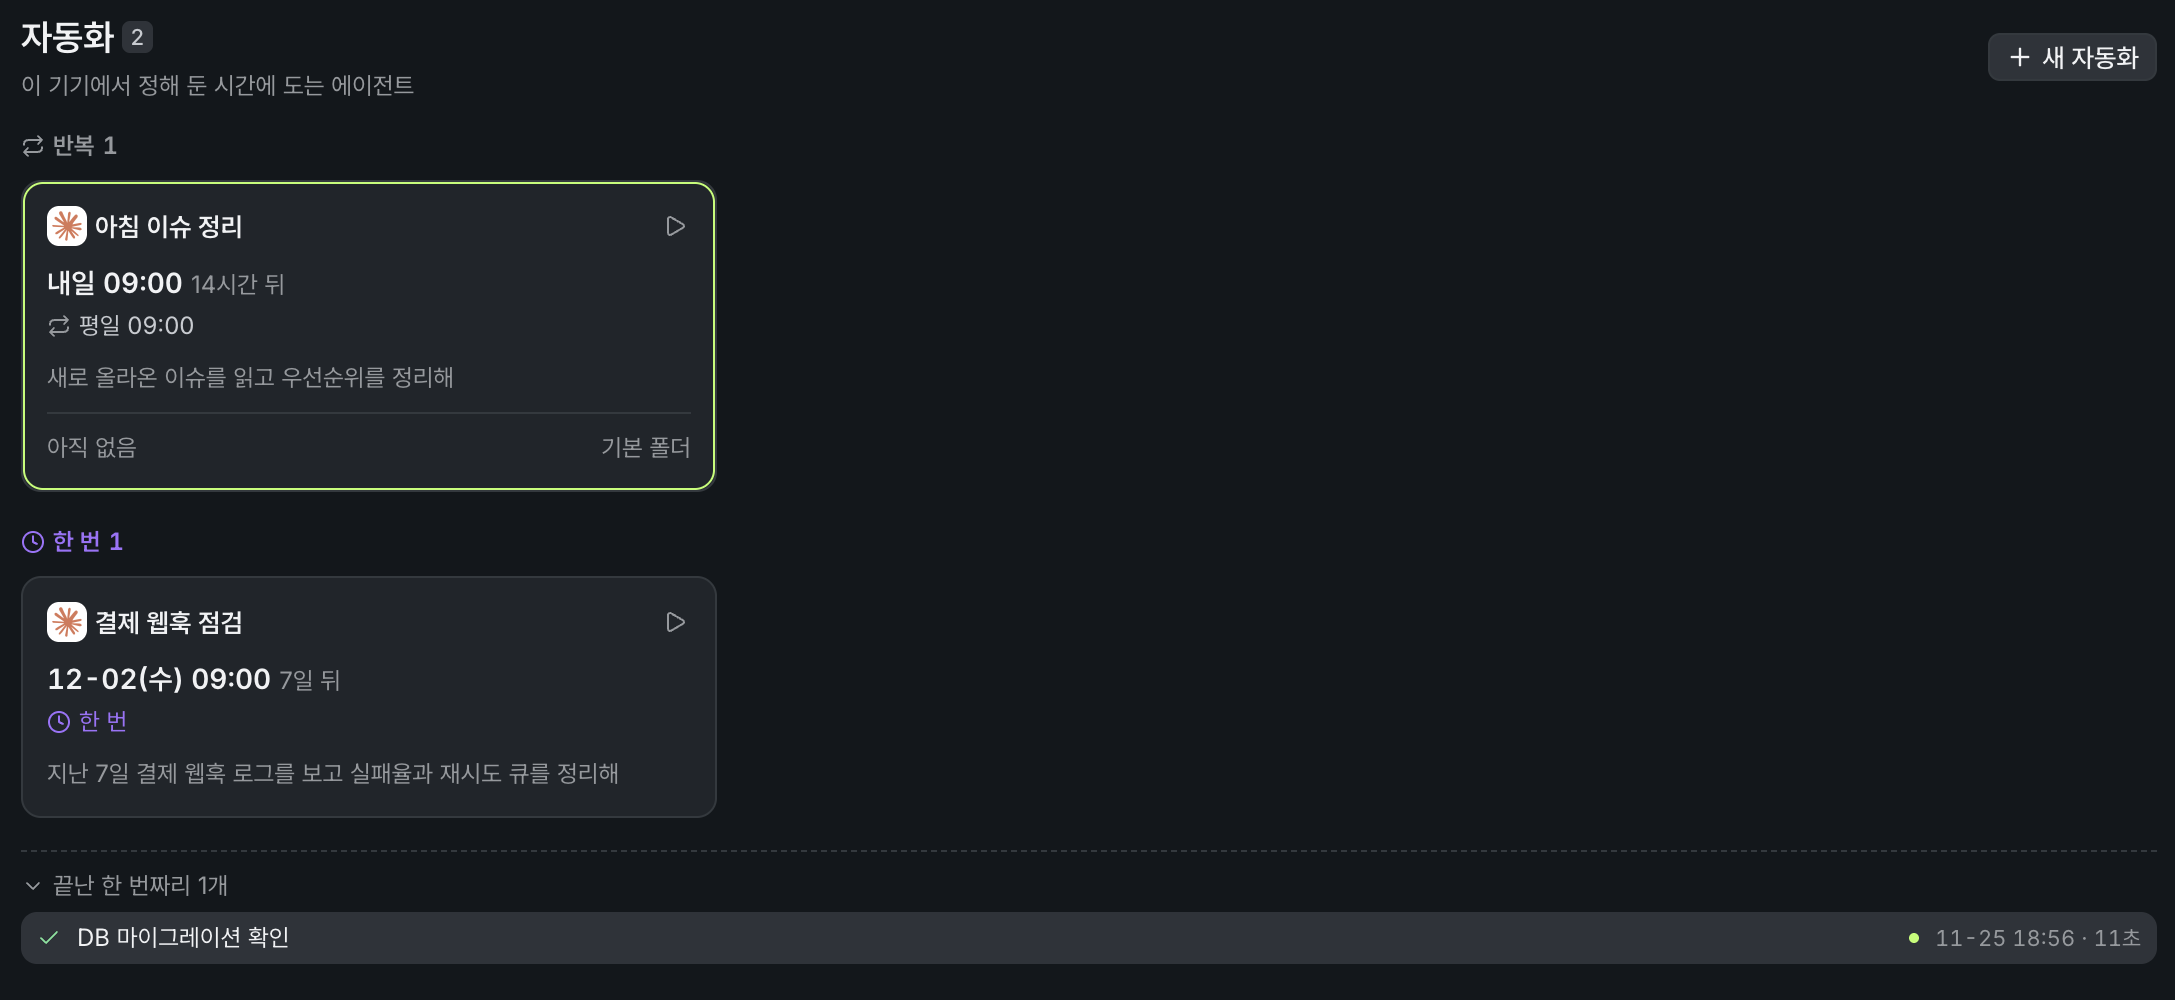 자동화 2
이 기기에서 정해 둔 시간에 도는 에이전트
새 자동화
반복 1
아침 이슈 정리
내일 09:00 14시간 뒤
평일 09:00
새로 올라온 이슈를 읽고 우선순위를 정리해
아직 없음 기본 폴더
한 번 1
결제 웹훅 점검
12-02(수) 09:00 7일 뒤
한 번
지난 7일 결제 웹훅 로그를 보고 실패율과 재시도 큐를 정리해
끝난 한 번짜리 1개
DB 마이그레이션 확인 11-25 18:56 · 11초